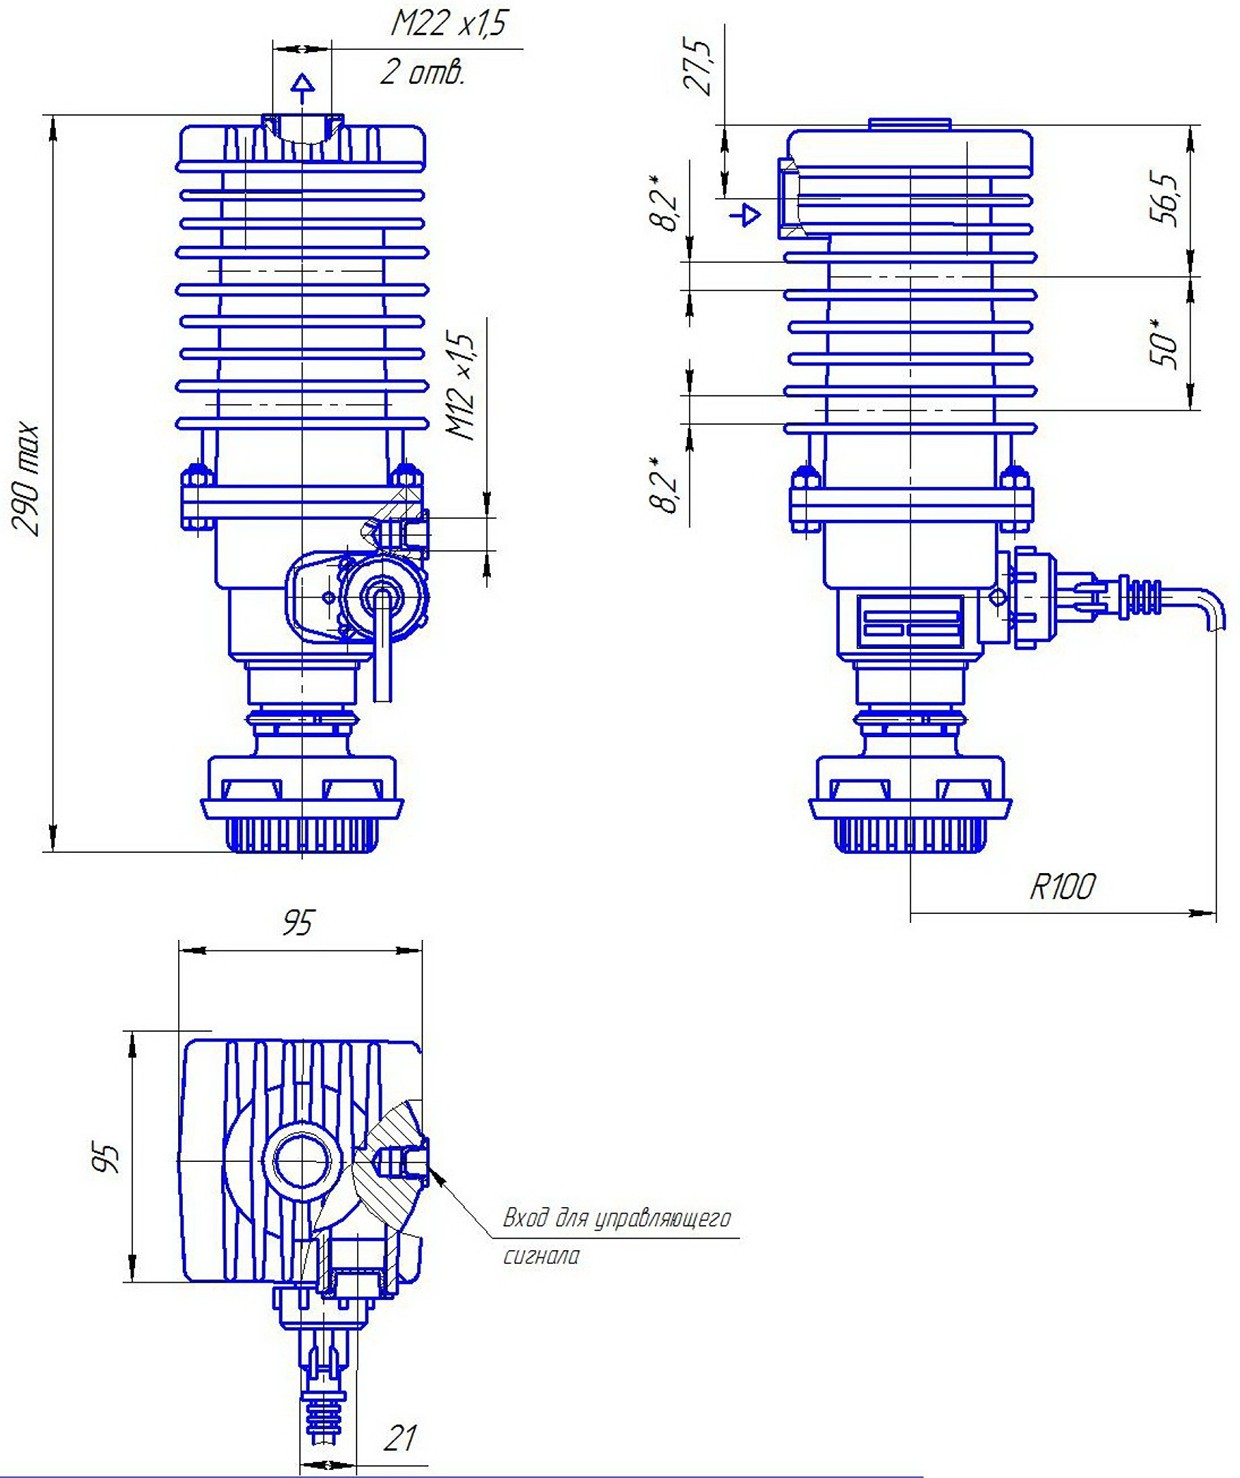 M22 x1,5
2 отв.
27,5
8,2*
56,5
M12 x1,5
50*
290 max
8,2*
R100
95
95
Вход для управляющего
сигнала
21